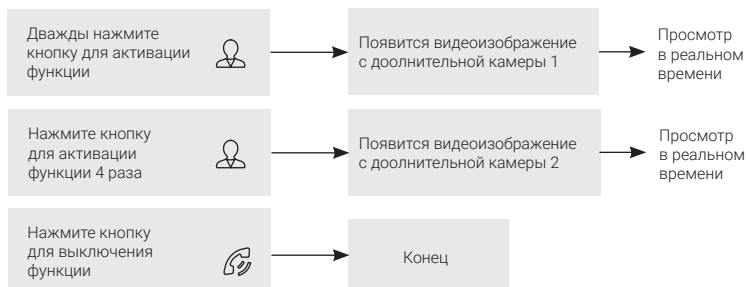 Дважды нажмите
кнопку для активации
функции
Появится видеоизображение
с доолнительной камеры 1
Просмотр
в реальном
времени
Нажмите кнопку
для активации
функции 4 раза
Появится видеоизображение
с доолнительной камеры 2
Просмотр
в реальном
времени
Нажмите кнопку
для выключения
функции
Конец